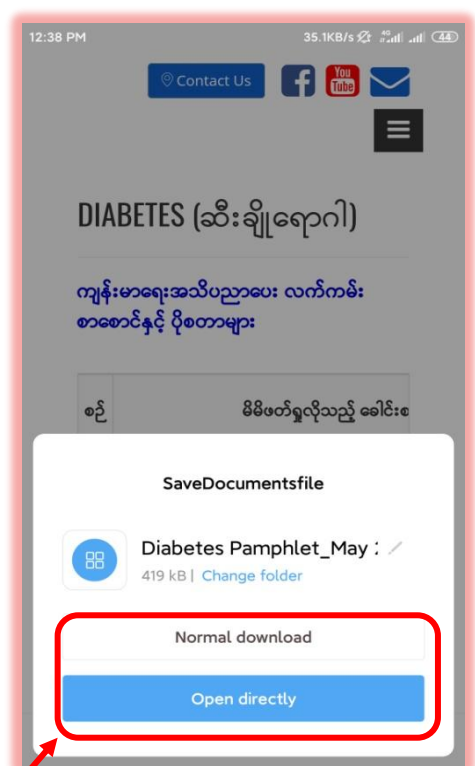 12:38 PM
35.1KB/s 4G 44
Contact Us
You
Tube
DIABETES (ဆီးချိုရောဂါ)
ကျန်းမာရေးအသိပညာပေး လက်ကမ်း
စာစောင်နှင့် ပိုစတာများ
စဉ် မိမိဖတ်ရှုလိုသည့် ခေါင်းစ
SaveDocumentsfile
Diabetes Pamphlet_May
419 kB | Change folder
Normal download
Open directly